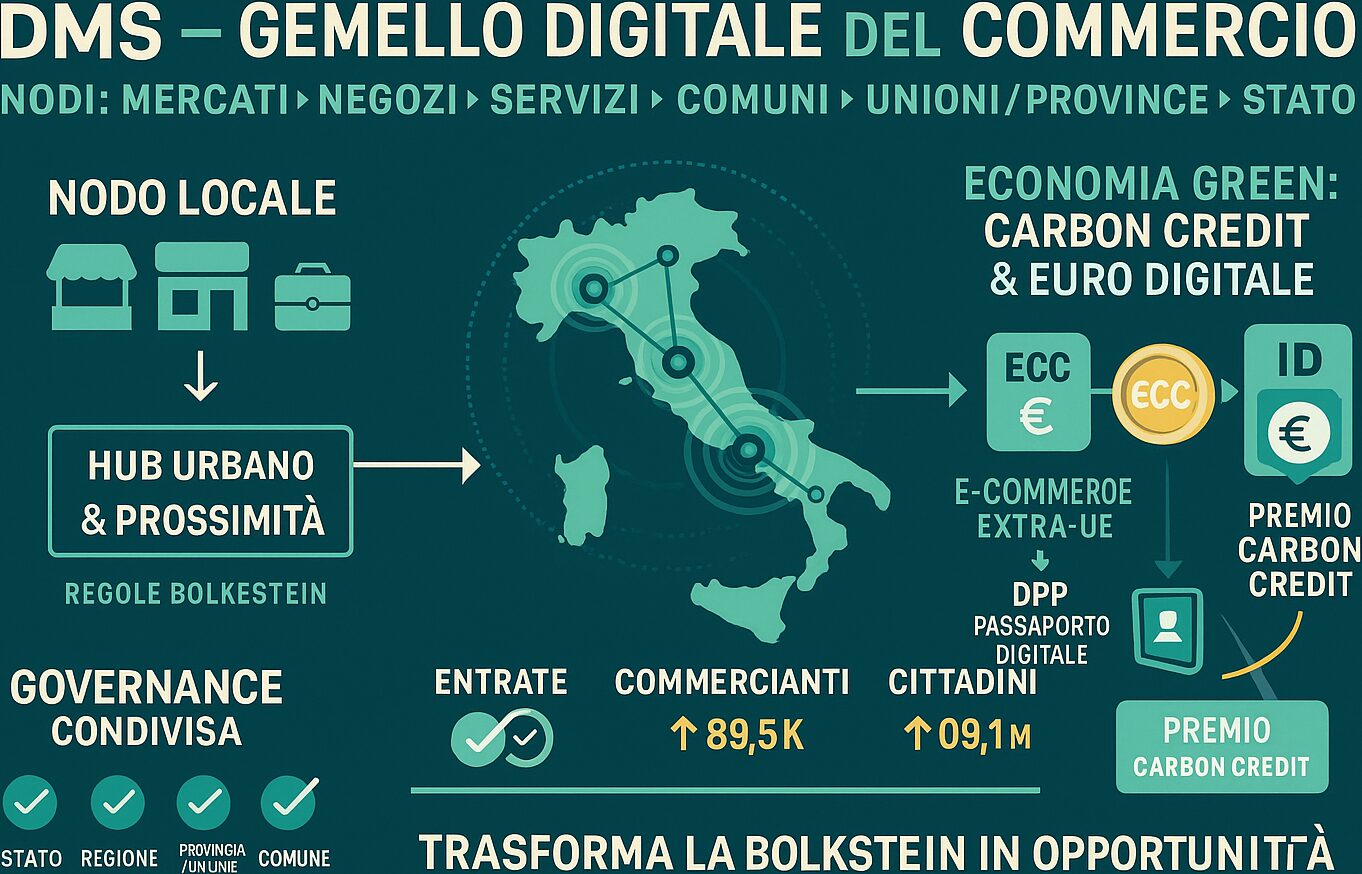 DMS – GEMELLO DIGITALE DEL COMMERCIO
NODI: MERCATI ▸ NEGOZI ▸ SERVIZI ▸ COMUNI ▸ UNIONI/PROVINCE ▸ STATO
NODO LOCALE
HUB URBANO
& PROSSIMITÀ
REGOLE BOLKESTEIN
ECONOMIA GREEN:
CARBON CREDIT
& EURO DIGITALE
ECC
€
ECC
ID
€
E-COMMEROE
EXTRA-UE
DPP
PASSAPORTO
DIGITALE
PREMIO
CARBON
CREDIT
PREMIO
CARBON CREDIT
GOVERNANCE
CONDIVISA
STATO
REGIONE
PROVINGIA
/UN UNIE
COMUNE
ENTRATE
COMMERCIANTI
↑ 89,5K
CITTADINI
↑ 09,1M
TRASFORMA LA BOLKSTEIN IN OPPORTUNITTÀ